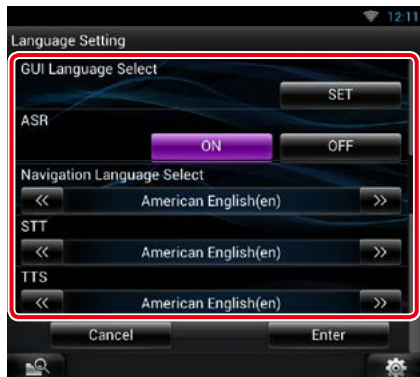 12:11
Language Setting
GUI Language Select
SET
ASR
ON OFF
Navigation Language Select
<< American English(en) >>
STT
<< American English(en) >>
TTS
<< American English(en) >>
Cancel Enter